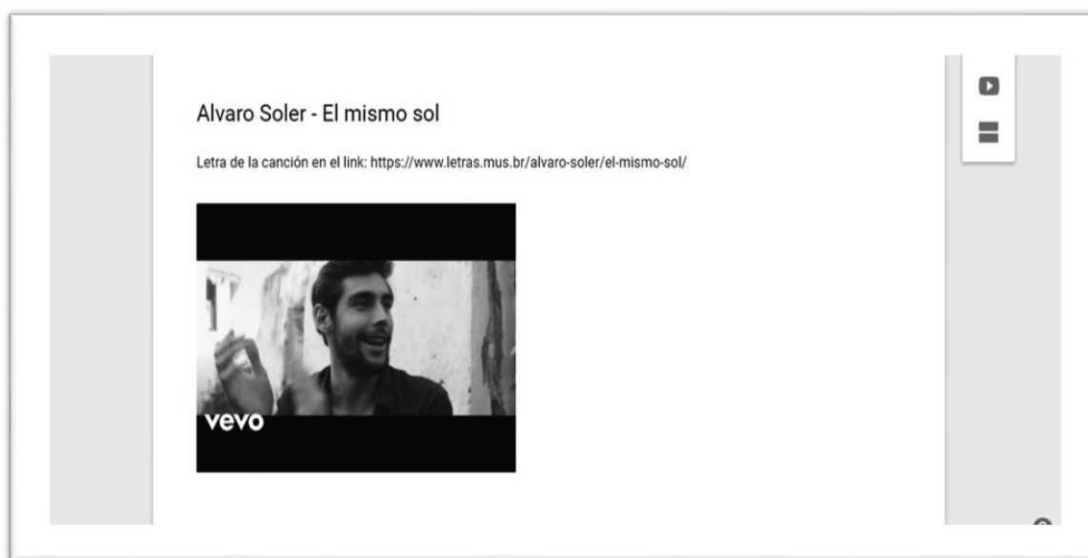 Alvaro Soler - El mismo sol
Letra de la canción en el link: https://www.letras.mus.br/alvaro-soler/el-mismo-sol/
vevo